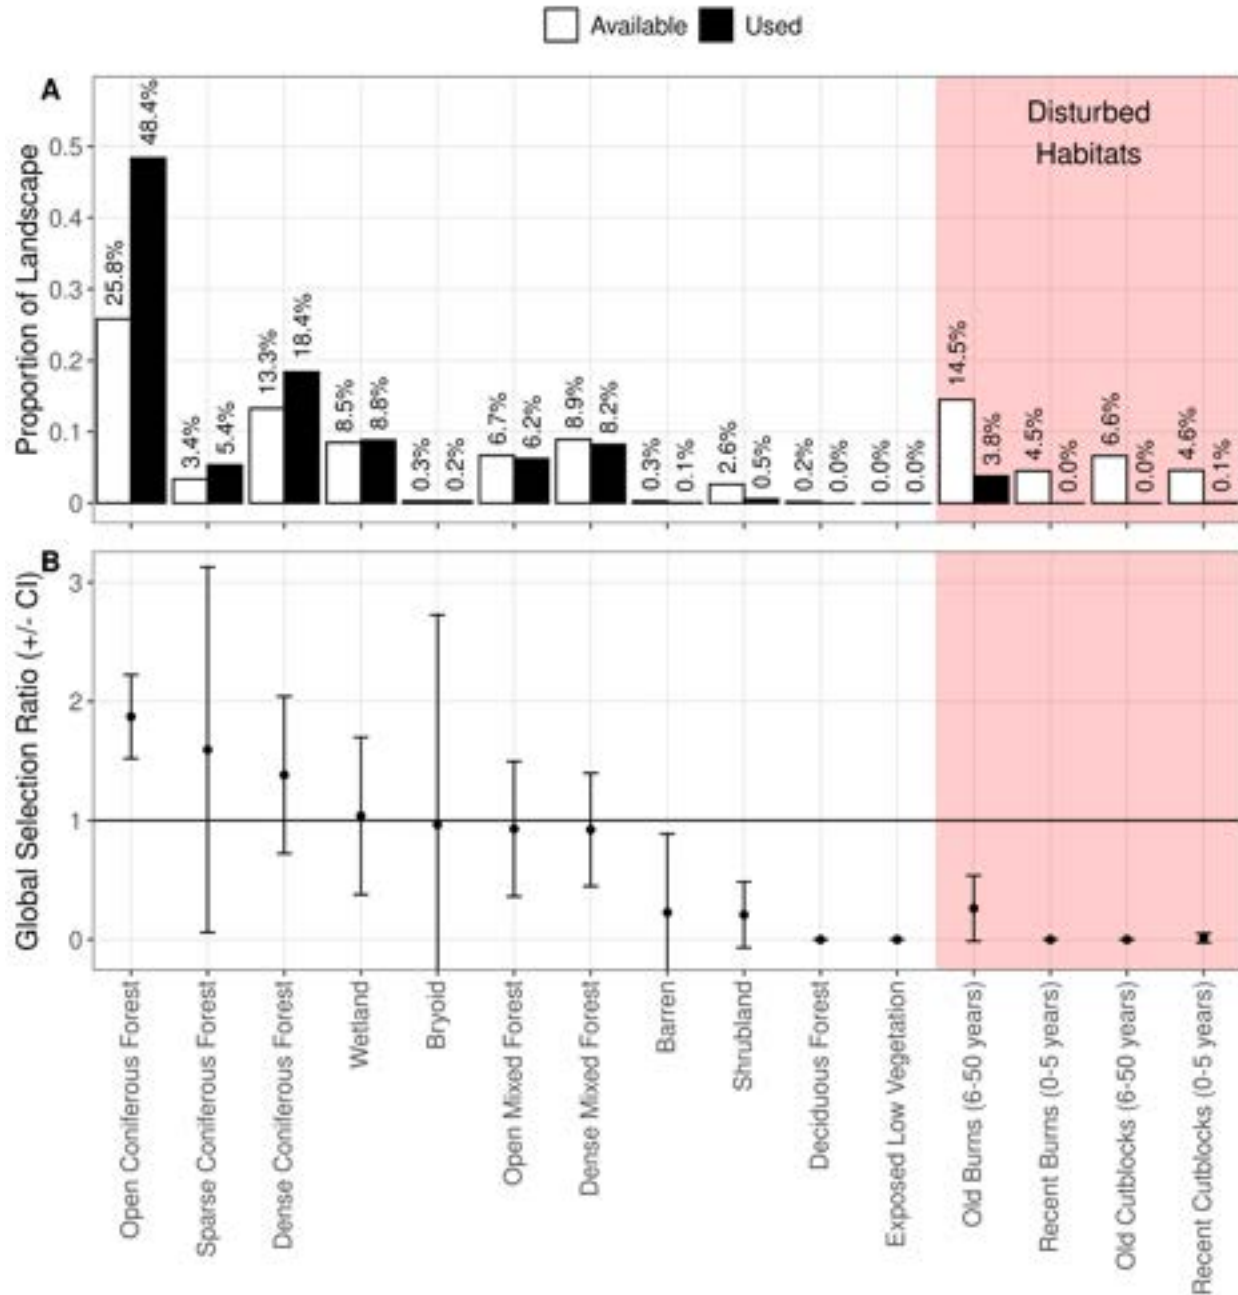 Available Used
A
Disturbed
Habitats
Proportion of Landscape
0.5
0.4
0.3
0.2
0.1
0
25.8% 48.4%
3.4% 5.4%
13.3% 18.4%
8.5% 8.8%
0.3% 0.2%
6.7% 6.2%
8.9% 8.2%
0.3% 0.1%
2.6% 0.5%
0.2% 0.0%
0.0% 0.0%
14.5% 3.8%
4.5% 0.0%
6.6% 0.0%
4.6% 0.1%
B
Global Selection Ratio (+/- CI)
3
2
1
0
Open Coniferous Forest
Sparse Coniferous Forest
Dense Coniferous Forest
Wetland
Bryoid
Open Mixed Forest
Dense Mixed Forest
Barren
Shrubland
Deciduous Forest
Exposed Low Vegetation
Old Burns (6-50 years)
Recent Burns (0-5 years)
Old Cutblocks (6-50 years)
Recent Cutblocks (0-5 years)